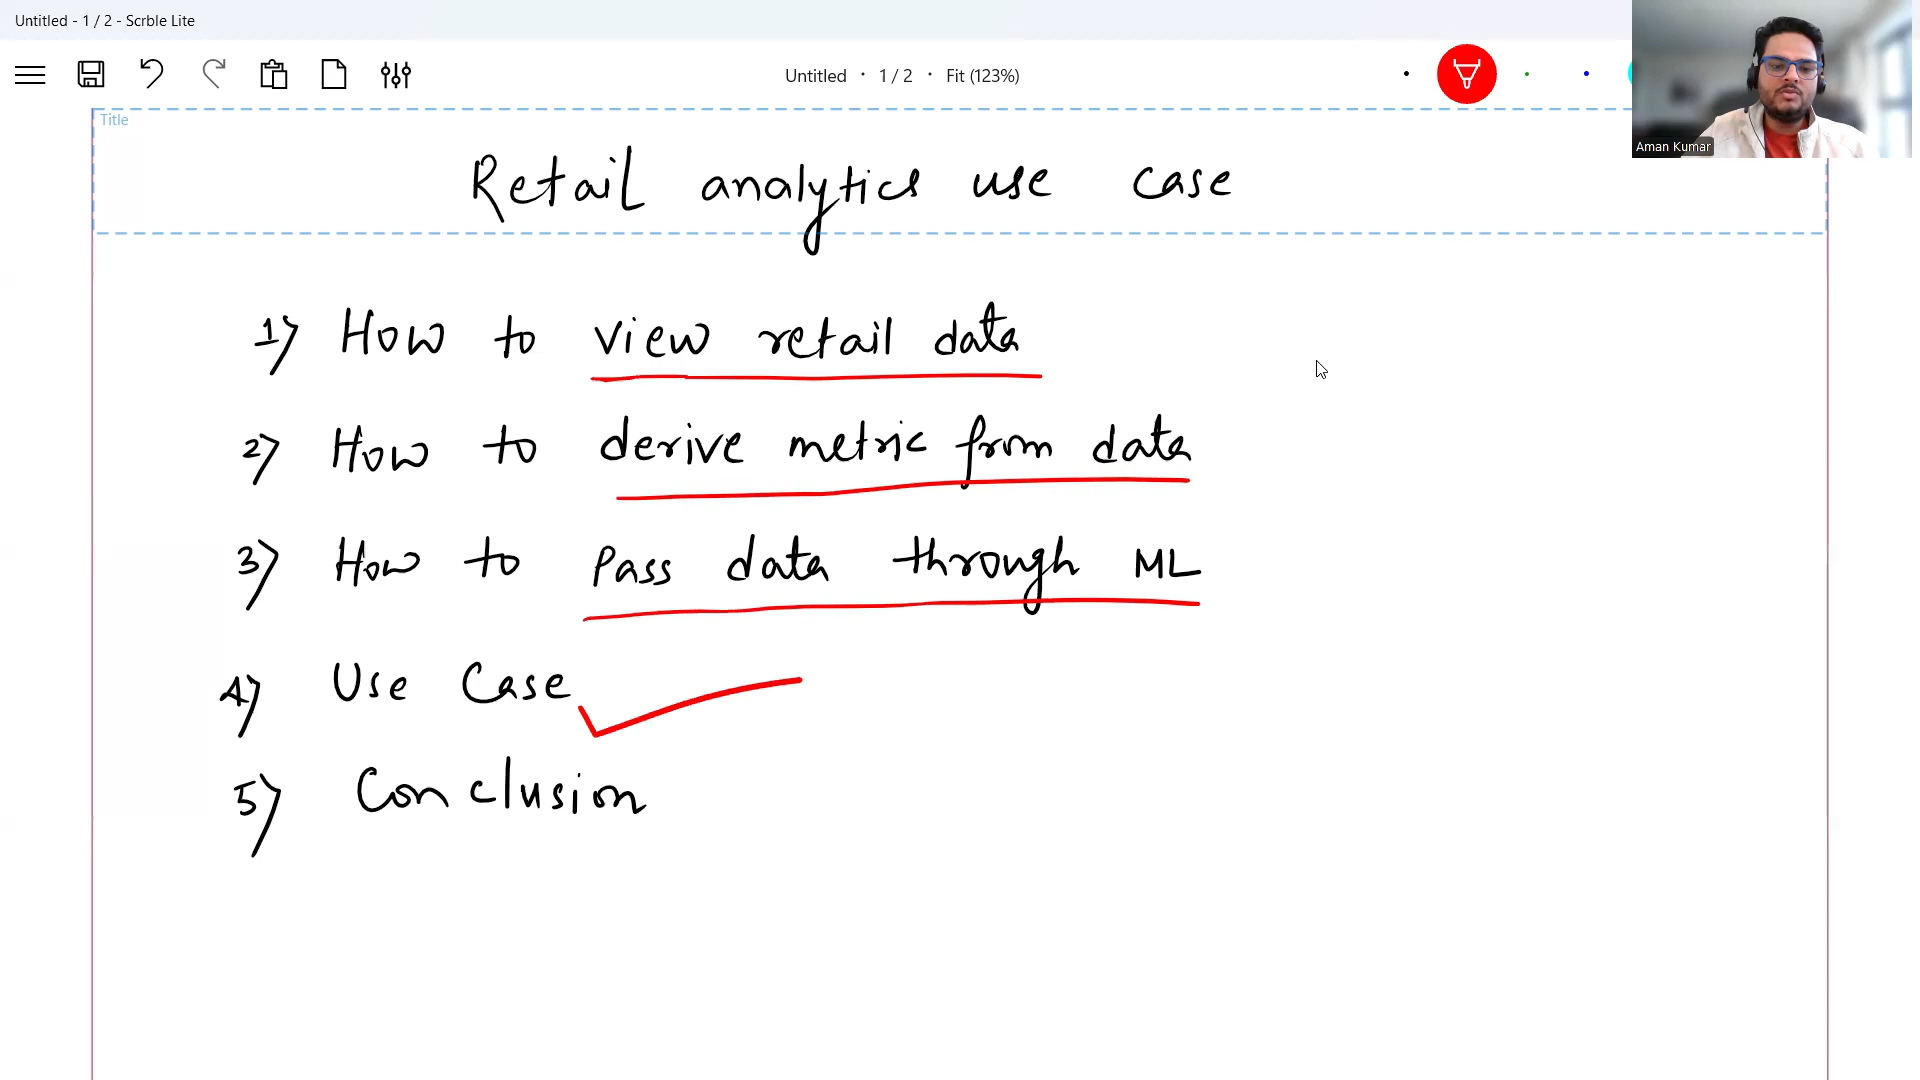 Untitled - 1 / 2 - Scrble Lite
Untitled • 1 / 2 • Fit (123%)
Aman Kumar
Title
Retail analytics use case
1) How to view retail data
2) How to derive metric from data
3) How to Pass data through ML
4) Use Case
5) Conclusion